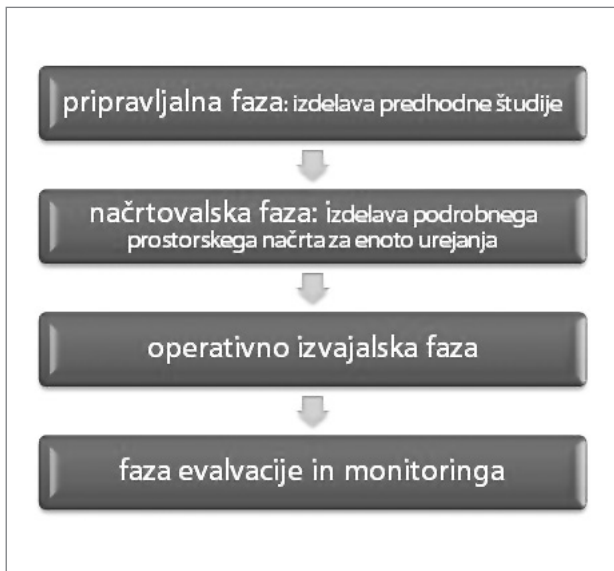 pripravljalna faza: izdelava predhodne študije
načrtovalska faza: izdelava podrobnega
prostorskega načrta za enoto urejanja
operativno izvajalska faza
faza evalvacije in monitoringa